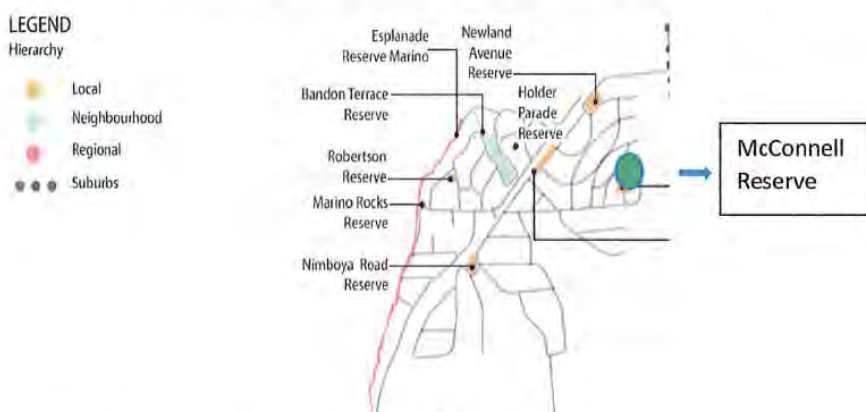 LEGEND
Hierarchy
Local
Neighbourhood
Regional
Suburbs
Esplanade
Reserve Marino
Newland
Avenue
Reserve
Bandon Terrace
Reserve
Holder
Parade
Reserve
Robertson
Reserve
Marino Rocks
Reserve
Nimboya Road
Reserve
McConnell
Reserve